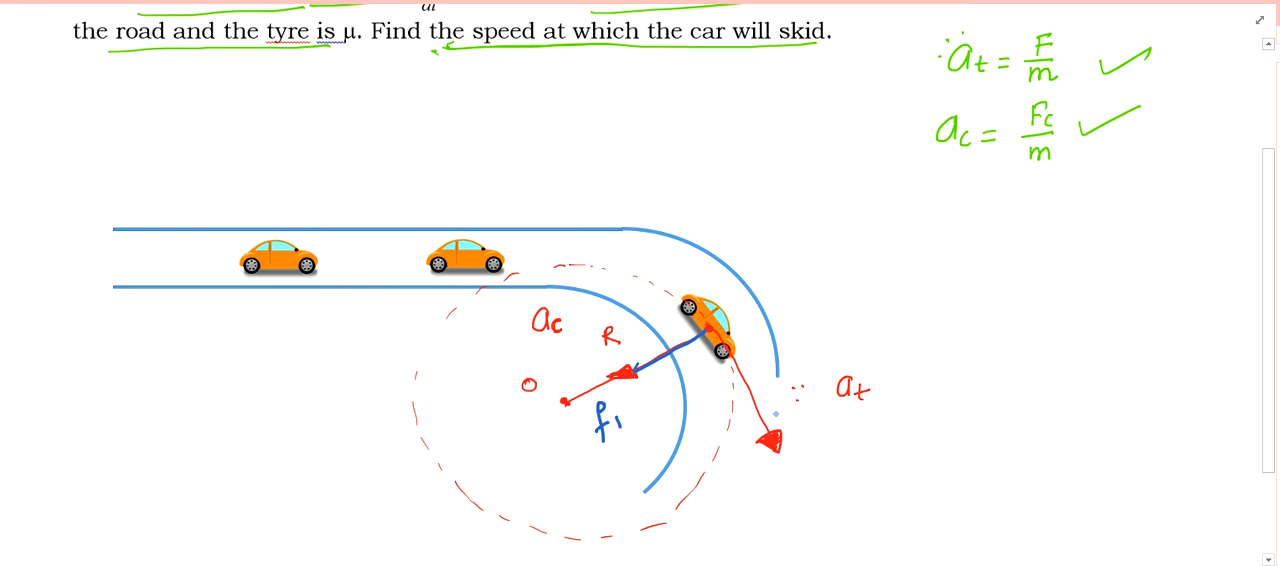 the road and the tyre is μ. Find the speed at which the car will skid.
∵ at = F/m ✓
ac = Fc/m ✓
ac
R
O
at
f1